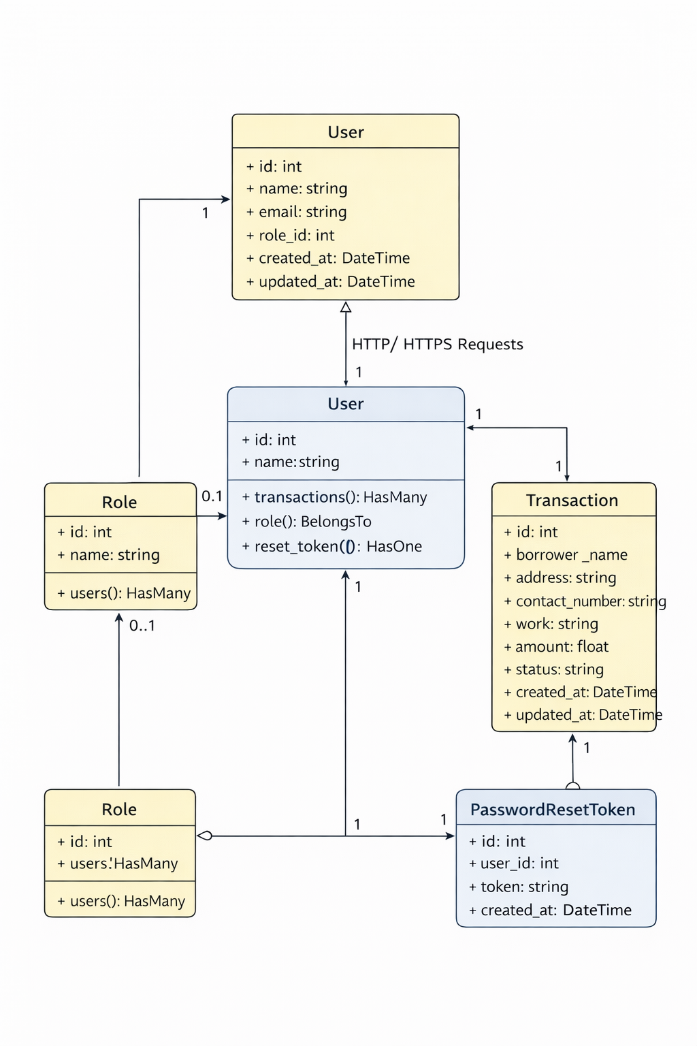 User
+ id: int
+ name: string
+ email: string
+ role_id: int
+ created_at: DateTime
+ updated_at: DateTime
1
HTTP/ HTTPS Requests
1
User
+ id: int
+ name:string
+ transactions(): HasMany
+ role(): BelongsTo
+ reset_token((): HasOne
1
1
0.1
Role
+ id: int
+ name: string
+ users(): HasMany
0..1
Transaction
+ id: int
+ borrower _name
+ address: string
+ contact_number: string
+ work: string
+ amount: float
+ status: string
+ created_at: DateTime
+ updated_at: DateTime
1
1
Role
+ id: int
+ users:'HasMany
+ users(): HasMany
1
1
PasswordResetToken
+ id: int
+ user_id: int
+ token: string
+ created_at: DateTime